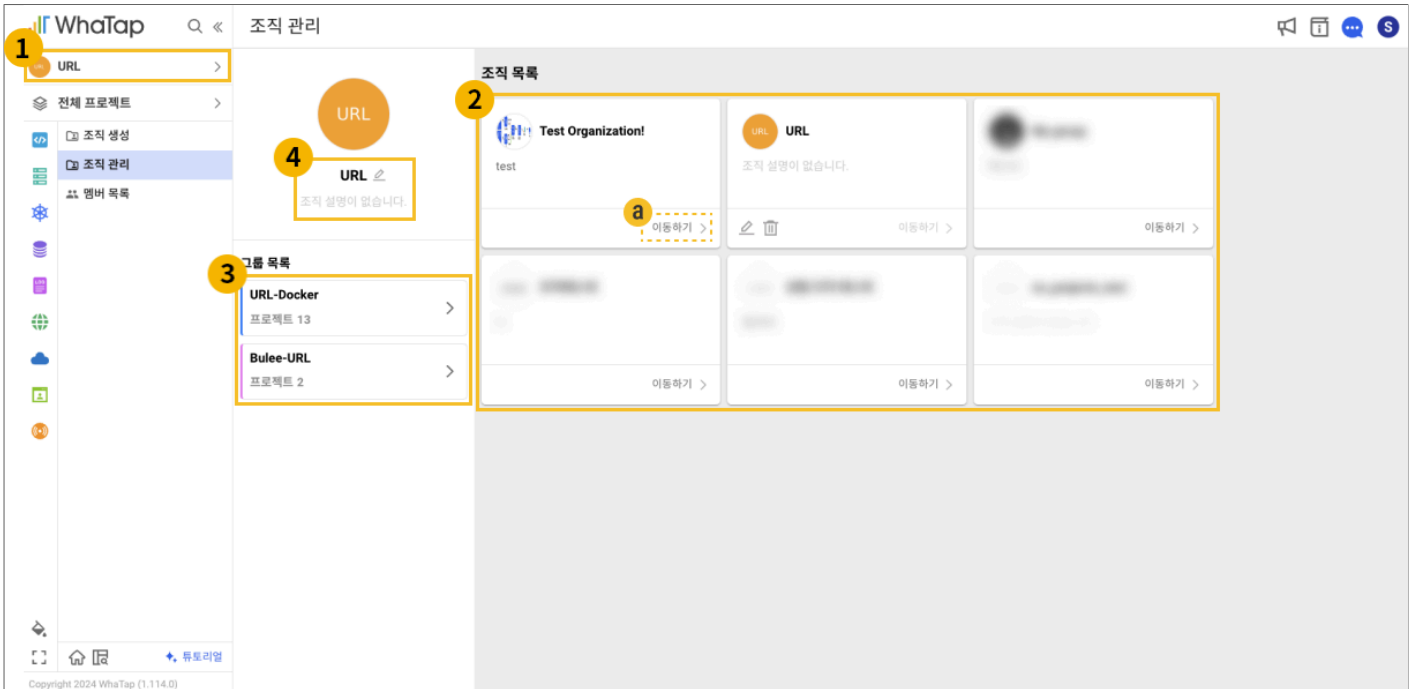 WhaTap
조직 관리
S
1
URL
URL
전체 프로젝트
조직 생성
조직 관리
멤버 목록
튜토리얼
Copyright 2024 WhaTap (1.114.0)
URL
4
URL
조직 설명이 없습니다.
그룹 목록
3
URL-Docker
프로젝트 13
Bulee-URL
프로젝트 2
조직 목록
2
Test Organization!
test
a
이동하기
URL
URL
조직 설명이 없습니다.
이동하기
이동하기
이동하기
이동하기
이동하기